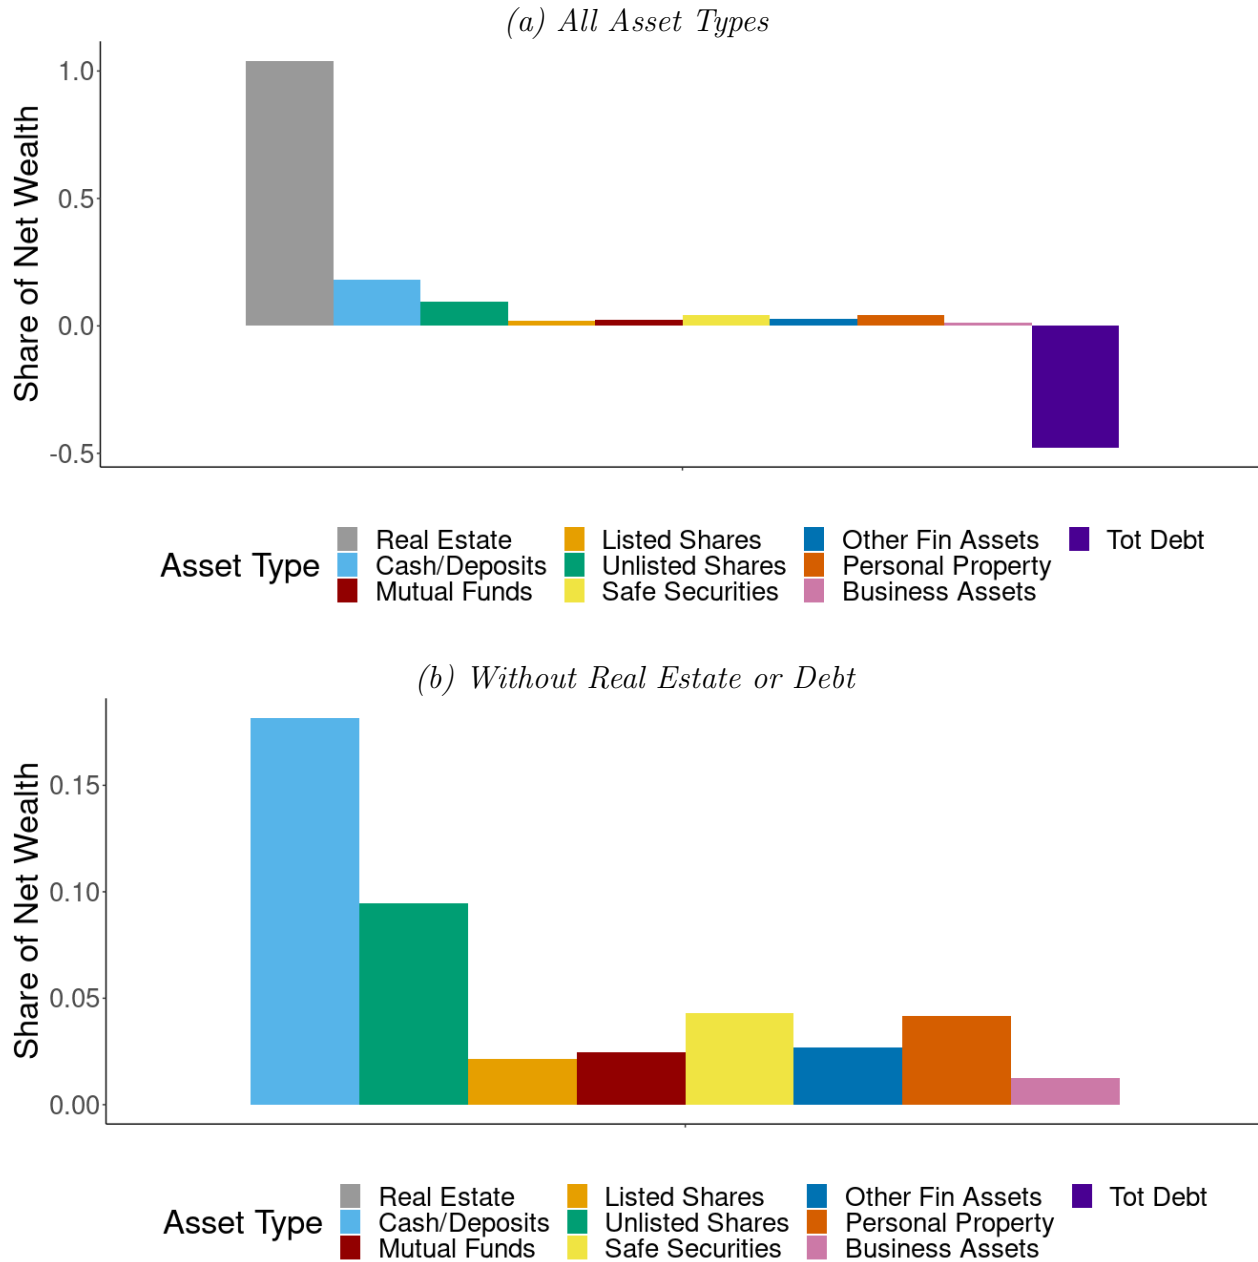 (a) All Asset Types
Share of Net Wealth
1.0
0.5
0.0
-0.5
Asset Type
Real Estate
Cash/Deposits
Mutual Funds
Listed Shares
Unlisted Shares
Safe Securities
Other Fin Assets
Personal Property
Business Assets
Tot Debt
(b) Without Real Estate or Debt
Share of Net Wealth
0.15
0.10
0.05
0.00
Asset Type
Real Estate
Cash/Deposits
Mutual Funds
Listed Shares
Unlisted Shares
Safe Securities
Other Fin Assets
Personal Property
Business Assets
Tot Debt